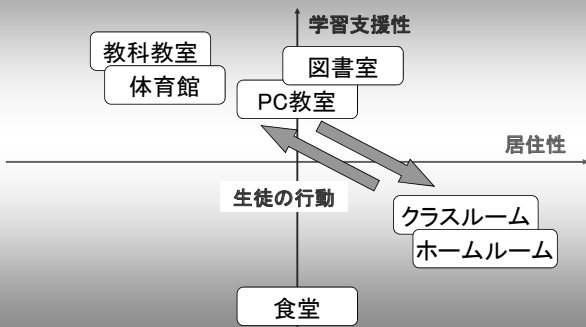 学習支援性
教科教室
体育館
図書室
PC教室
居住性
生徒の行動
クラスルーム
ホームルーム
食堂